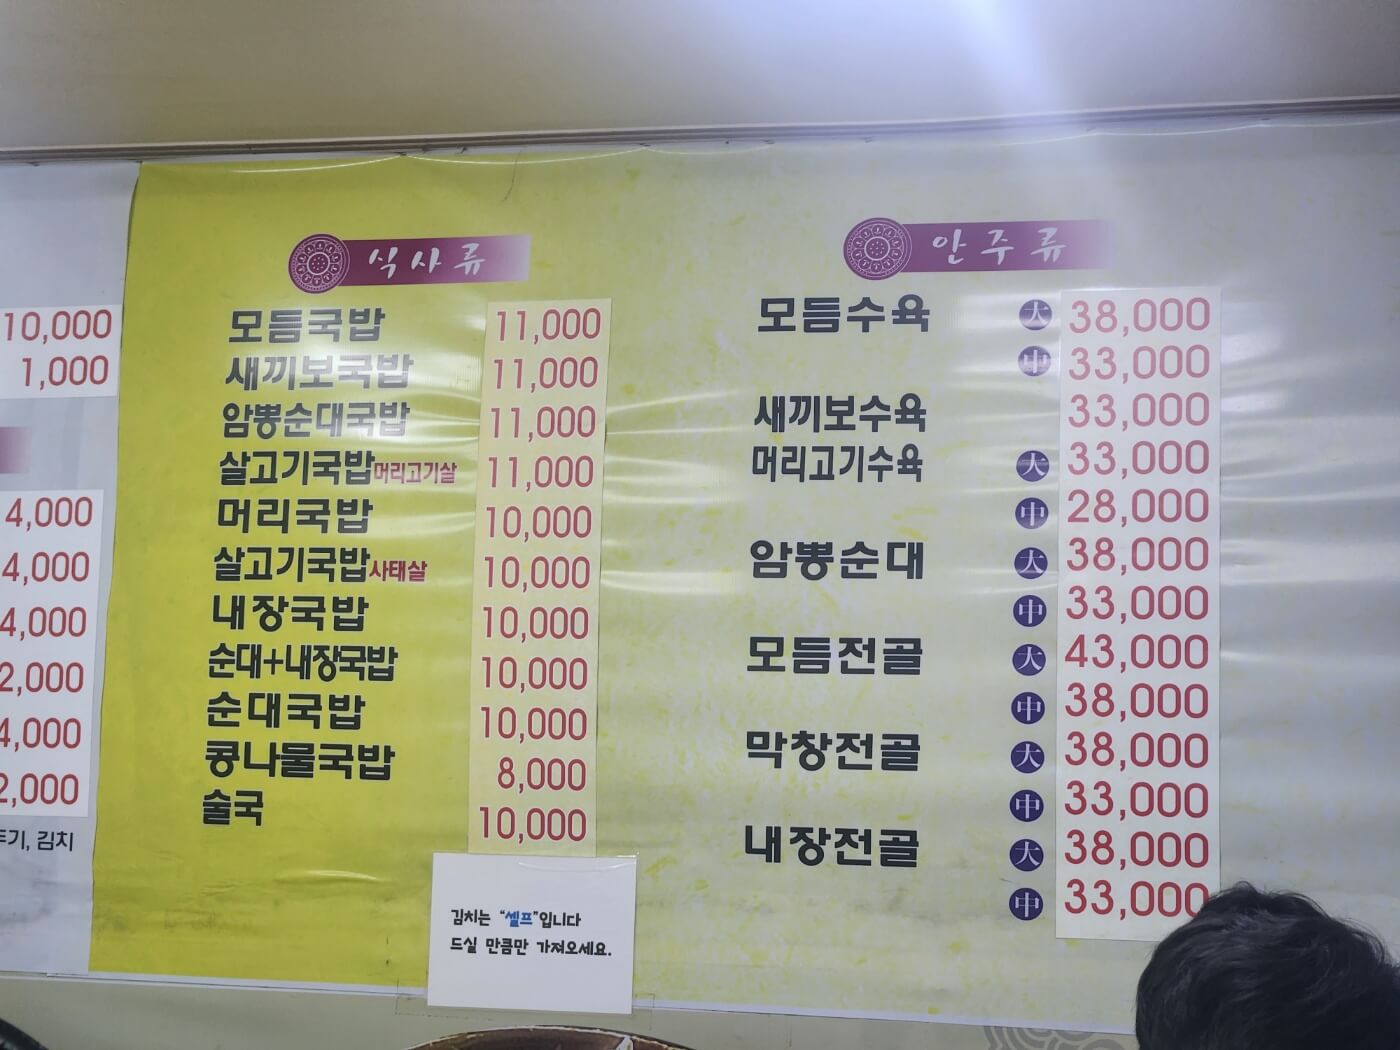 10,000
1,000
4,000
4,000
4,000
2,000
4,000
2,000
기, 김치
식사류
모듬국밥 11,000
새끼보국밥 11,000
암뽕순대국밥 11,000
살고기국밥머리고기살 11,000
머리국밥 10,000
살고기국밥사태살 10,000
내장국밥 10,000
순대+내장국밥 10,000
순대국밥 10,000
콩나물국밥 8,000
술국 10,000
김치는 "셀프"입니다
드실 만큼만 가져오세요.
안주류
모듬수육 大 38,000
中 33,000
새끼보수육 33,000
머리고기수육 大 33,000
中 28,000
암뽕순대 大 38,000
中 33,000
모듬전골 大 43,000
中 38,000
막창전골 大 38,000
中 33,000
내장전골 大 38,000
中 33,000